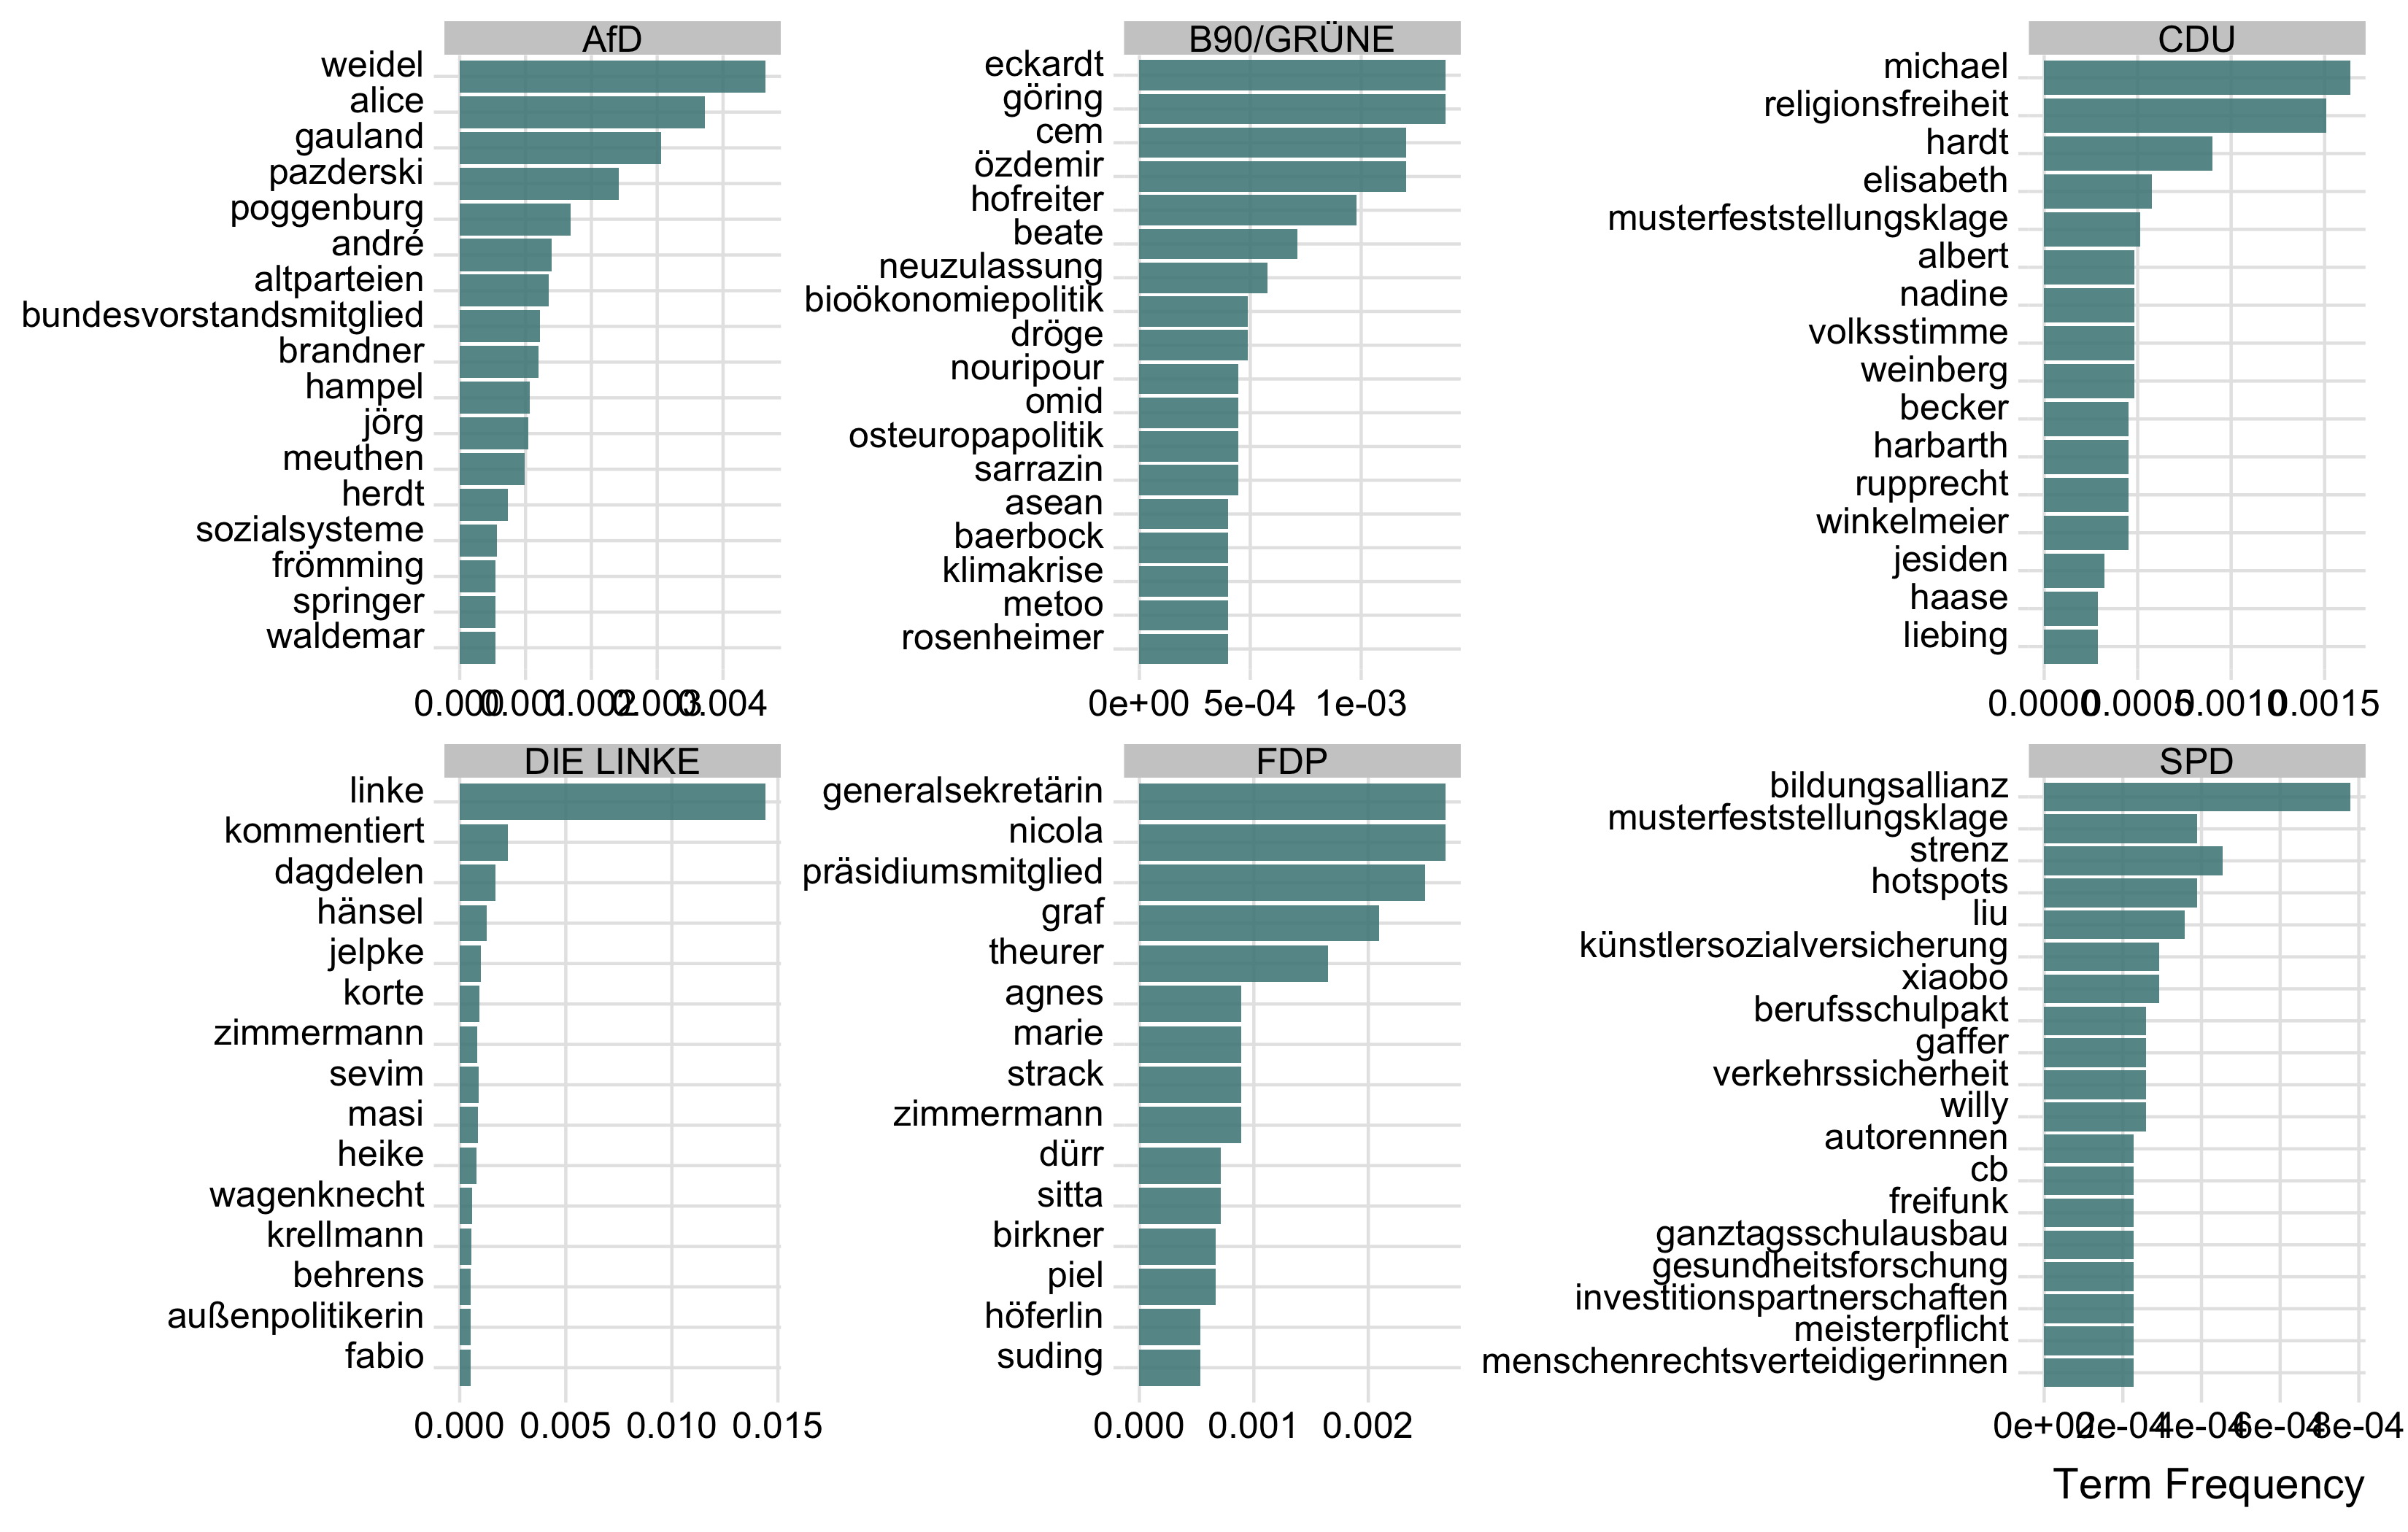 AfD
weidel
alice
gauland
pazderski
poggenburg
andré
altparteien
bundesvorstandsmitglied
brandner
hampel
jörg
meuthen
herdt
sozialsysteme
frömming
springer
waldemar
0.000 0.001 0.002 0.003 0.004
B90/GRÜNE
eckardt
göring
cem
özdemir
hofreiter
beate
neuzulassung
bioökonomiepolitik
dröge
nouripour
omid
osteuropapolitik
sarrazin
asean
baerbock
klimakrise
metoo
rosenheimer
0e+00 5e-04 1e-03
CDU
michael
religionsfreiheit
hardt
elisabeth
musterfeststellungsklage
albert
nadine
volksstimme
weinberg
becker
harbarth
rupprecht
winkelmeier
jesiden
haase
liebing
0.0000 0.0005 0.0010 0.0015
DIE LINKE
linke
kommentiert
dagdelen
hänsel
jelpke
korte
zimmermann
sevim
masi
heike
wagenknecht
krellmann
behrens
außenpolitikerin
fabio
0.000 0.005 0.010 0.015
FDP
generalsekretärin
nicola
präsidiumsmitglied
graf
theurer
agnes
marie
strack
zimmermann
dürr
sitta
birkner
piel
höferlin
suding
0.000 0.001 0.002
SPD
bildungsallianz
musterfeststellungsklage
strenz
hotspots
liu
künstlersozialversicherung
xiaobo
berufsschulpakt
gaffer
verkehrssicherheit
willy
autorennen
cb
freifunk
ganztagsschulausbau
gesundheitsforschung
investitionspartnerschaften
meisterpflicht
menschenrechtsverteidigerinnen
0e+00 2e-04 4e-04 6e-04 8e-04
Term Frequency